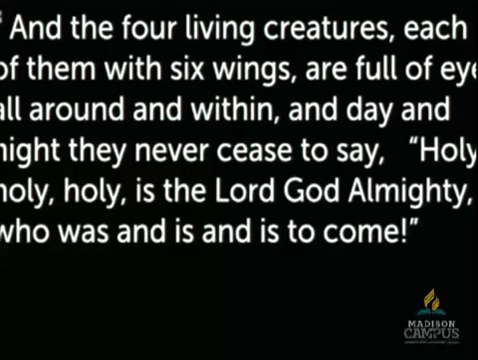 And the four living creatures, each
of them with six wings, are full of eye
all around and within, and day and
night they never cease to say, “Holy
holy, holy, is the Lord God Almighty,
who was and is and is to come!”
MADISON
CAMPUS